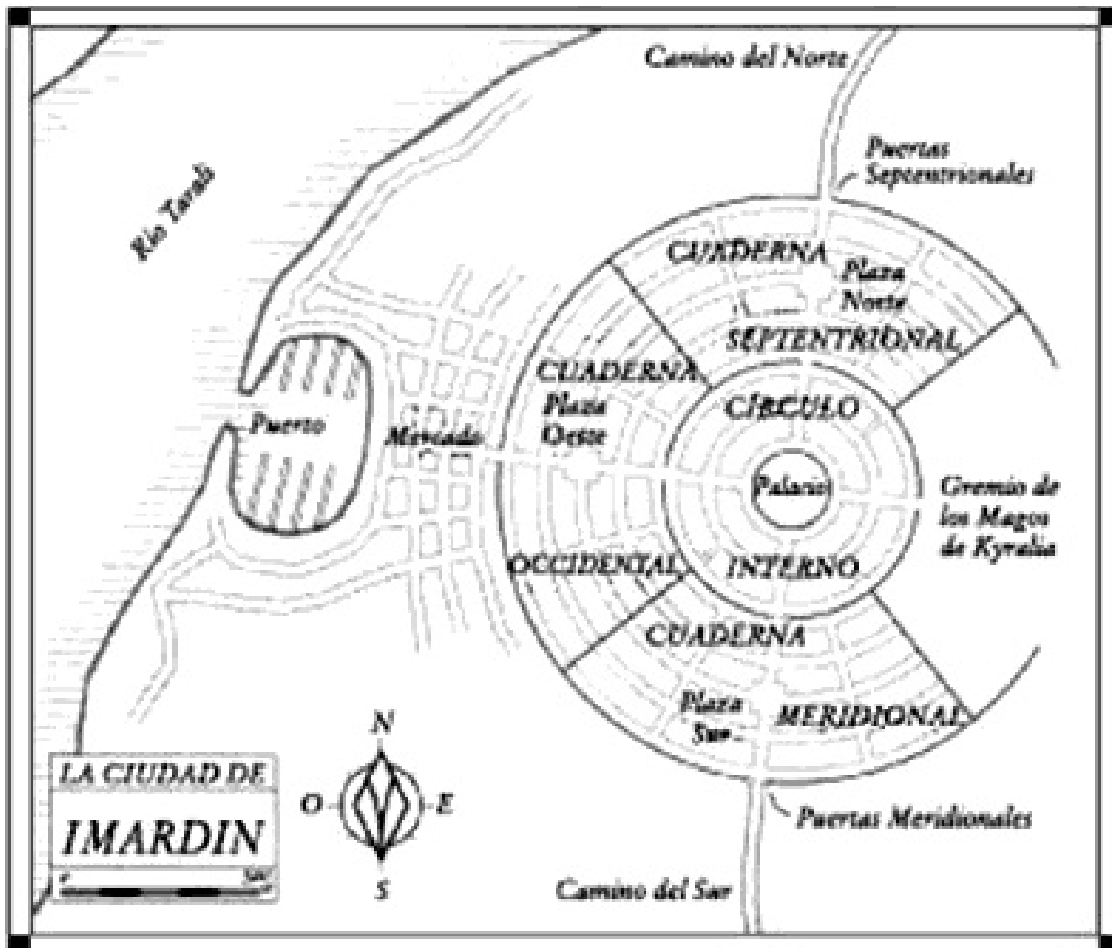 Camino del Norte
Puertas
Septentrionales
Río Tarali
CUADERNA
Plaza
Norte
SEPTENTRIONAL
CUADERNA
Plaza
Oeste
CÍRCULO
Puerto
Mercado
Palacio
Gremio de
los Magos
de Kyralia
OCCIDENTAL
INTERNO
CUADERNA
Plaza
Sur
MERIDIONAL
N
O
E
S
LA CIUDAD DE
IMARDIN
Puertas Meridionales
Camino del Sur